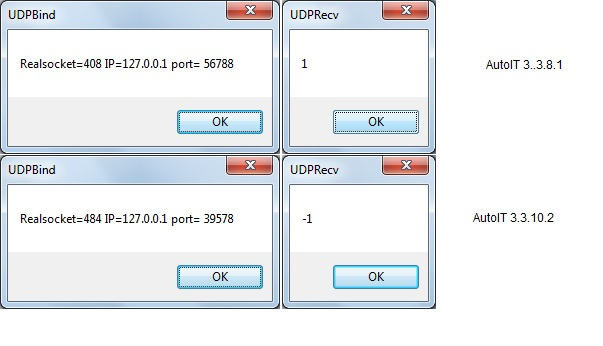 UDPBind
Realsocket=408 IP=127.0.0.1 port= 56788
OK
UDPRecv
1
OK
AutoIT 3..3.8.1
UDPBind
Realsocket=484 IP=127.0.0.1 port= 39578
OK
UDPRecv
-1
OK
AutoIT 3.3.10.2